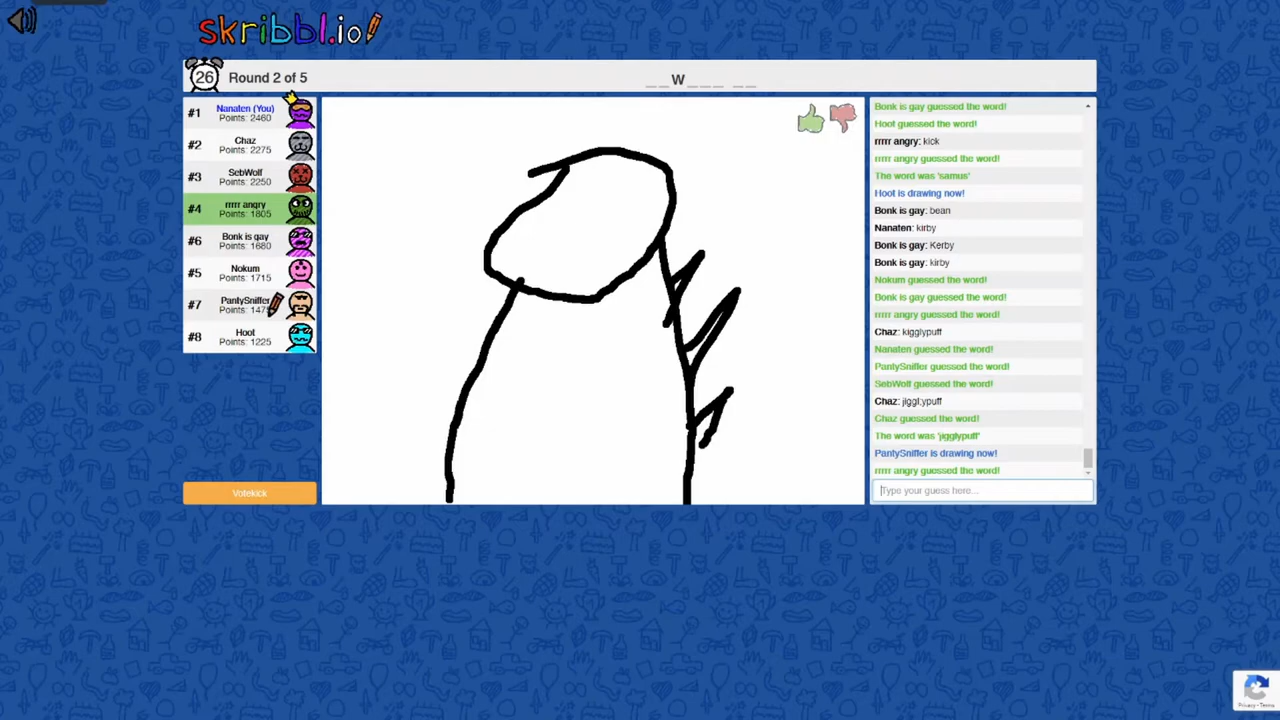 skribbl.io
26
Round 2 of 5
__W___ __
#1
Nanaten (You)
Points: 2460
#2
Chaz
Points: 2275
#3
SebWolf
Points: 2250
#4
rrrrr angry
Points: 1805
#6
Bonk is gay
Points: 1680
#5
Nokum
Points: 1715
#7
PantySniffer
Points: 147
#8
Hoot
Points: 1225
Votekick
Bonk is gay guessed the word!
Hoot guessed the word!
rrrrr angry: kick
rrrrr angry guessed the word!
The word was 'samus'
Hoot is drawing now!
Bonk is gay: bean
Nanaten: kirby
Bonk is gay: Kerby
Bonk is gay: kirby
Nokum guessed the word!
Bonk is gay guessed the word!
rrrrr angry guessed the word!
Chaz: kigglypuff
Nanaten guessed the word!
PantySniffer guessed the word!
SebWolf guessed the word!
Chaz: jiggl;ypuff
Chaz guessed the word!
The word was 'jigglypuff'
PantySniffer is drawing now!
rrrrr angry guessed the word!
Type your guess here...
Privacy - Terms